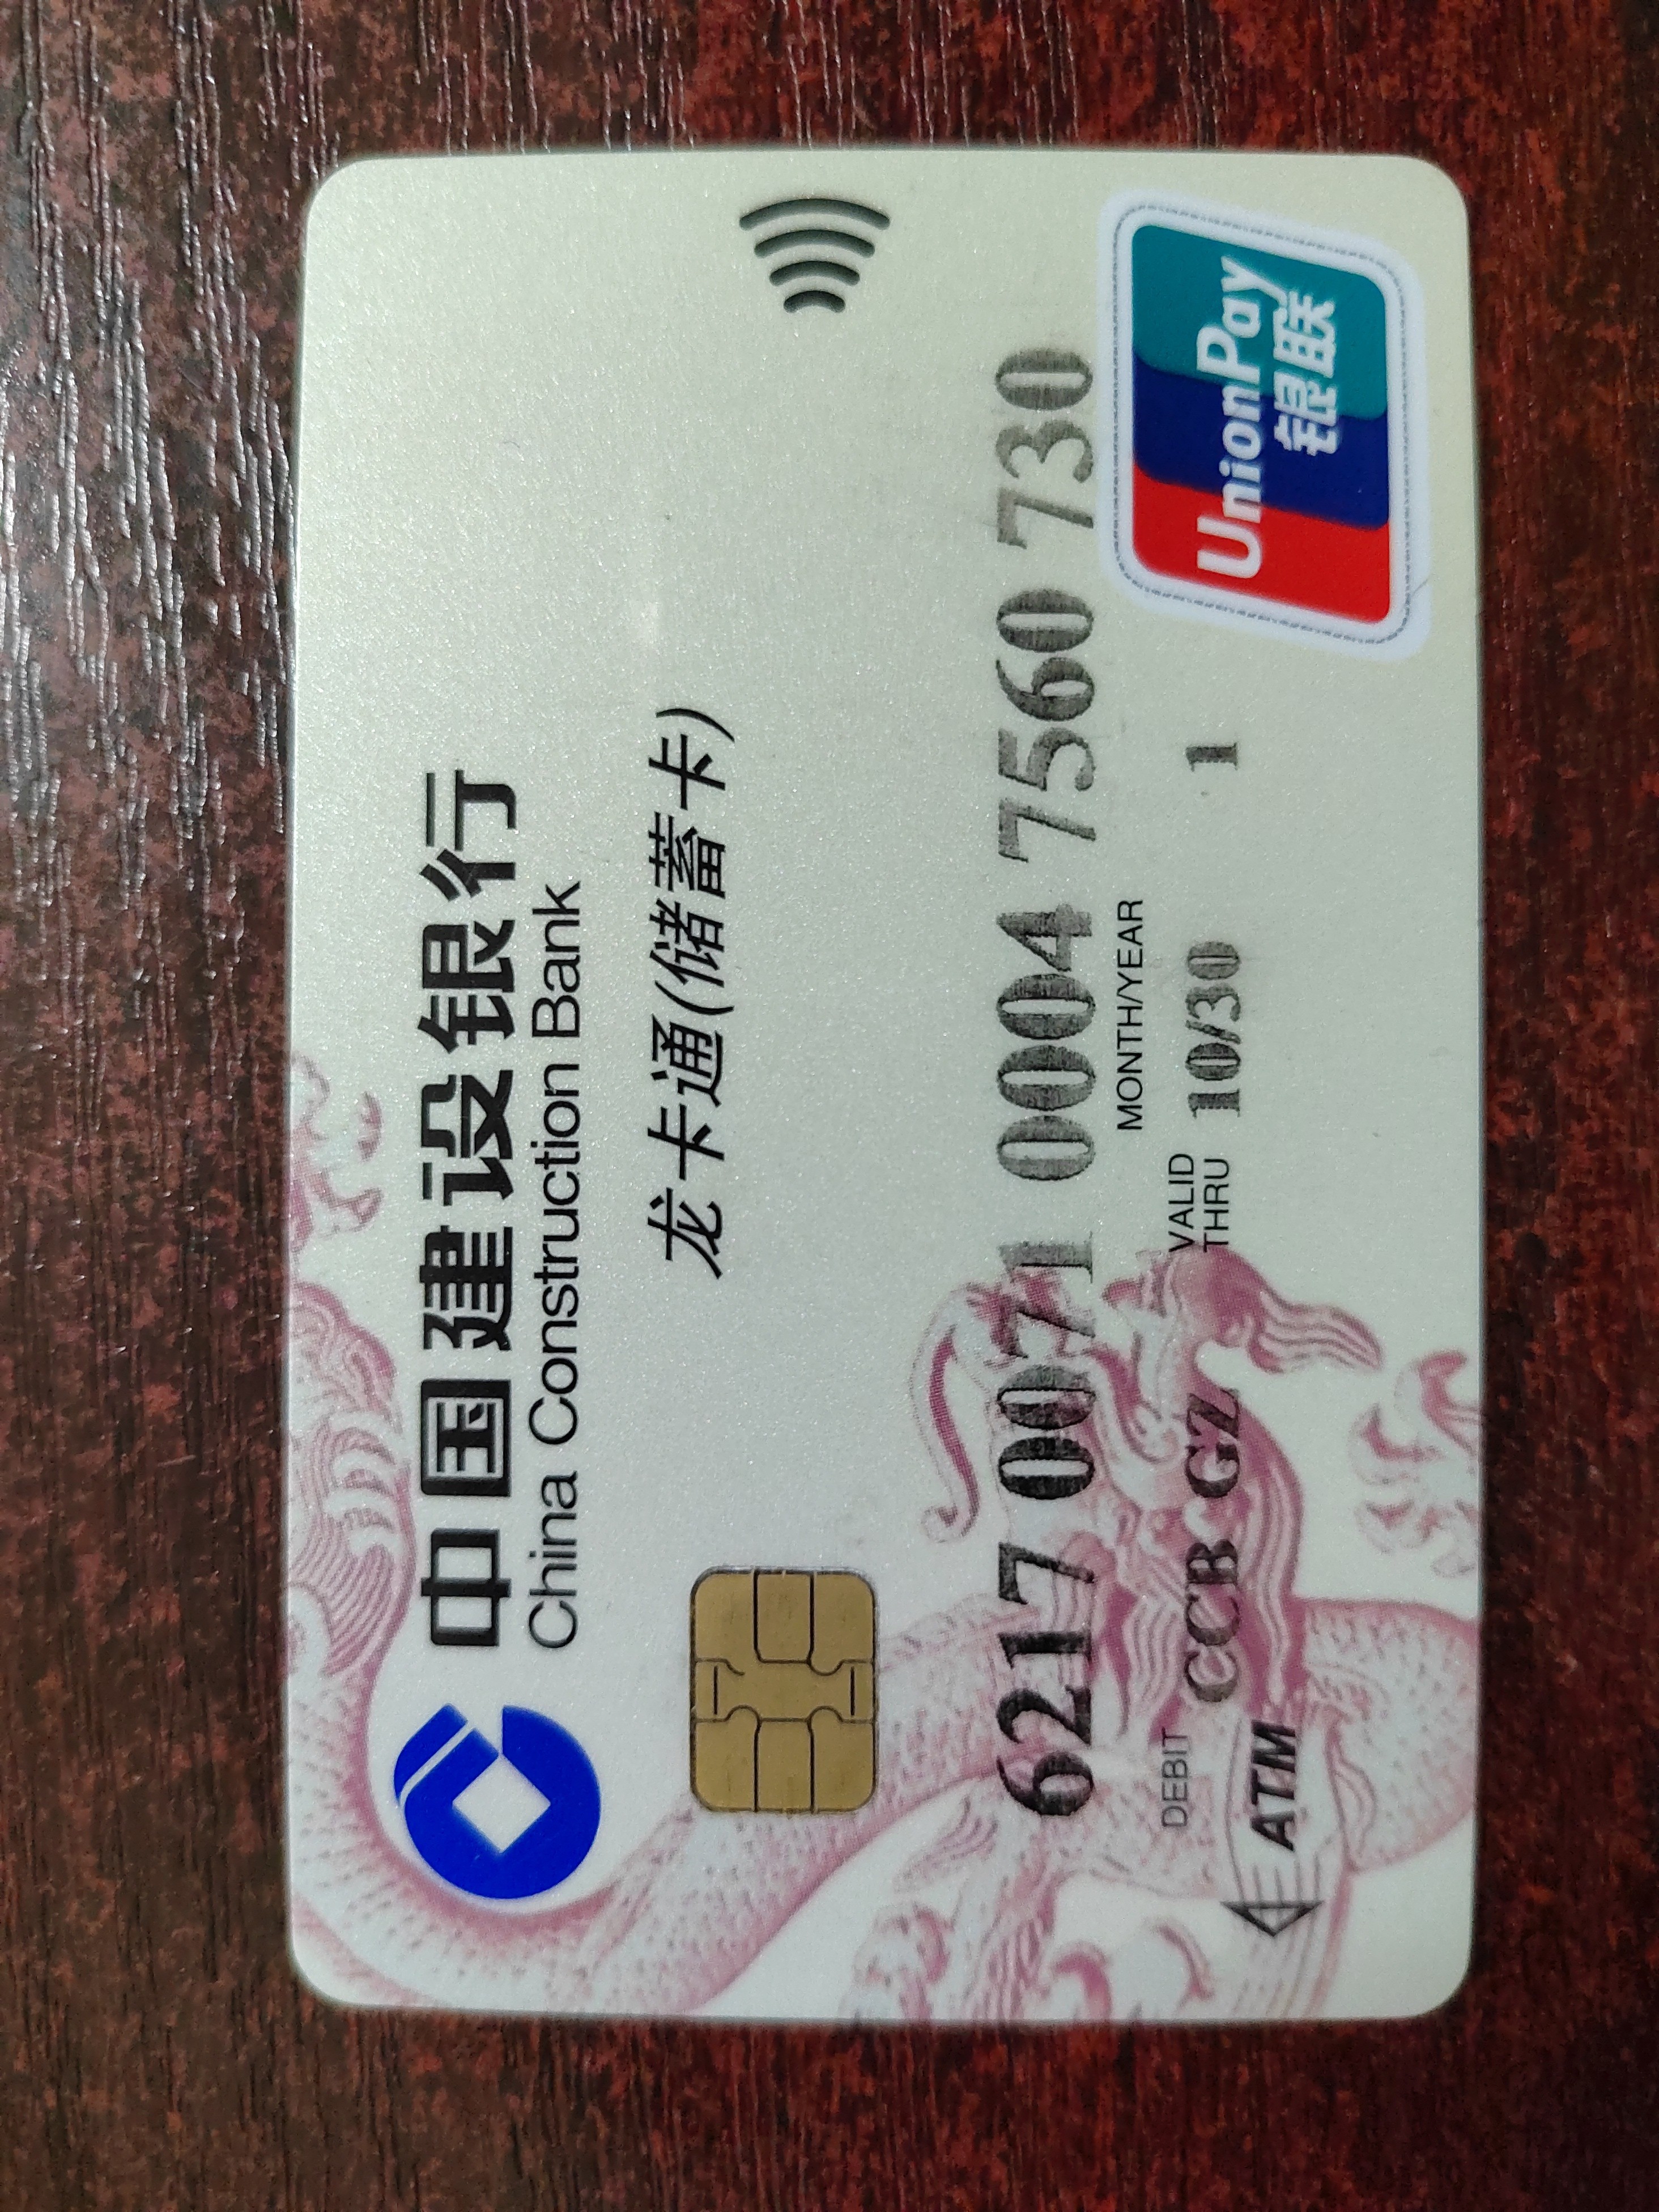 中国建设银行
China Construction Bank
龙卡通(储蓄卡)
6217 0071 0004 7560 730
MONTH/YEAR
DEBIT CCB GZ VALID THRU 10/30 1
ATM
UnionPay
银联